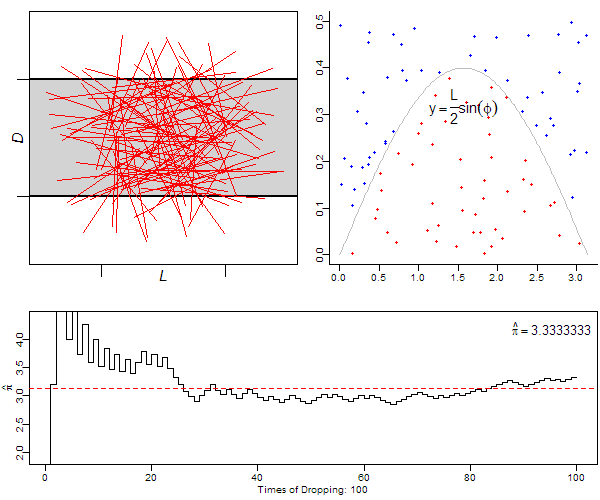 D
L
0.5
0.4
0.3
0.2
0.1
0.0
y = L/2 sin(ϕ)
0.0 0.5 1.0 1.5 2.0 2.5 3.0
π̂
4.0
3.5
3.0
2.5
2.0
π̂ = 3.3333333
0 20 40 60 80 100
Times of Dropping: 100